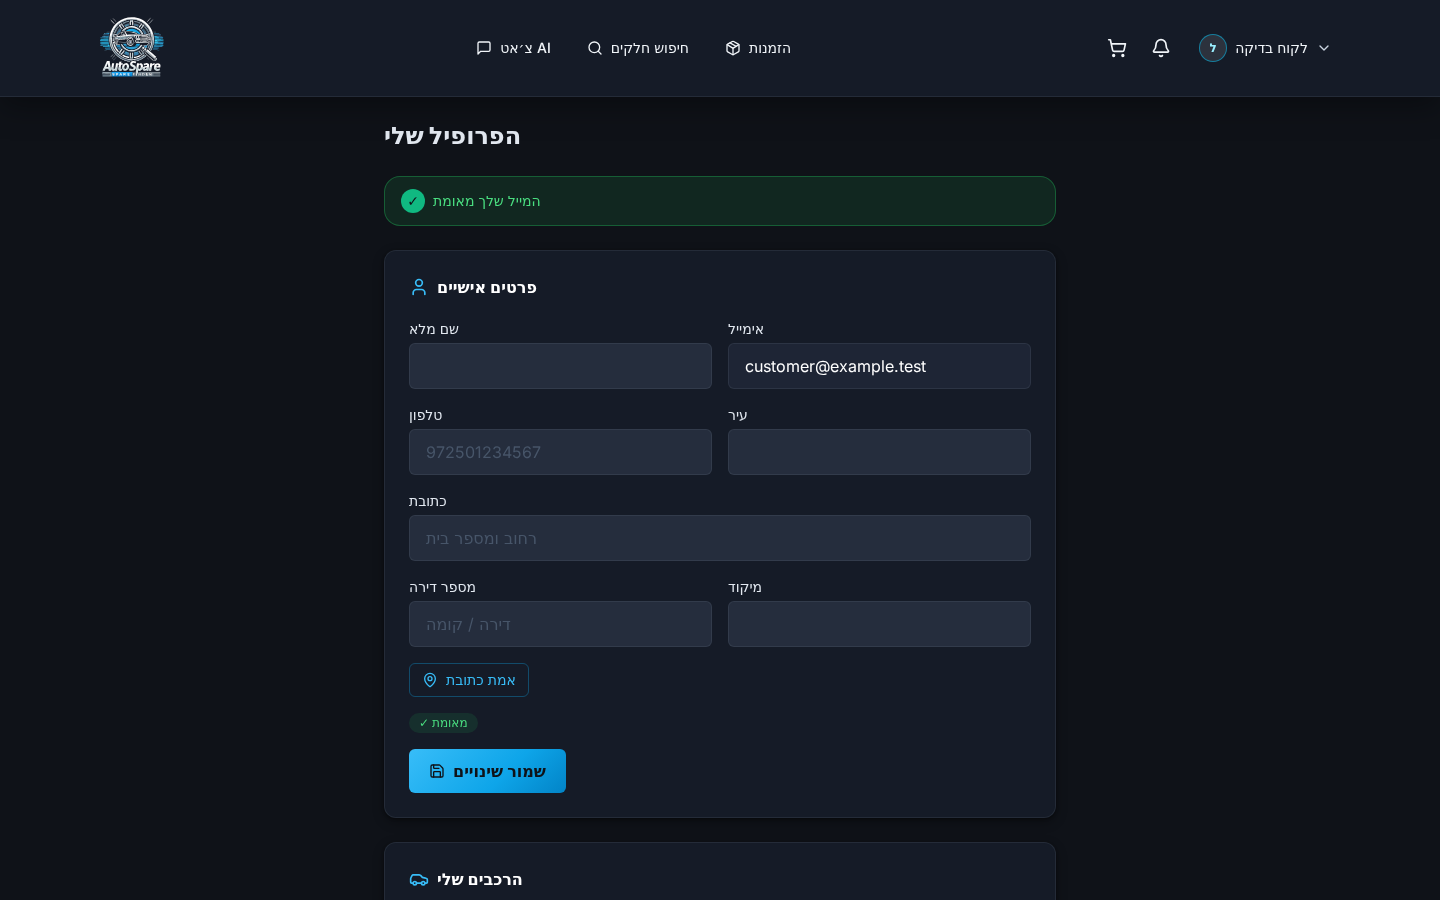 AutoSpare
צ׳אט AI
חיפוש חלקים
הזמנות
ל
לקוח בדיקה
הפרופיל שלי
✓ המייל שלך מאומת
פרטים אישיים
שם מלא
אימייל
customer@example.test
טלפון
עיר
972501234567
כתובת
רחוב ומספר בית
מספר דירה
מיקוד
דירה / קומה
אמת כתובת
✓ מאומת
שמור שינויים
הרכבים שלי